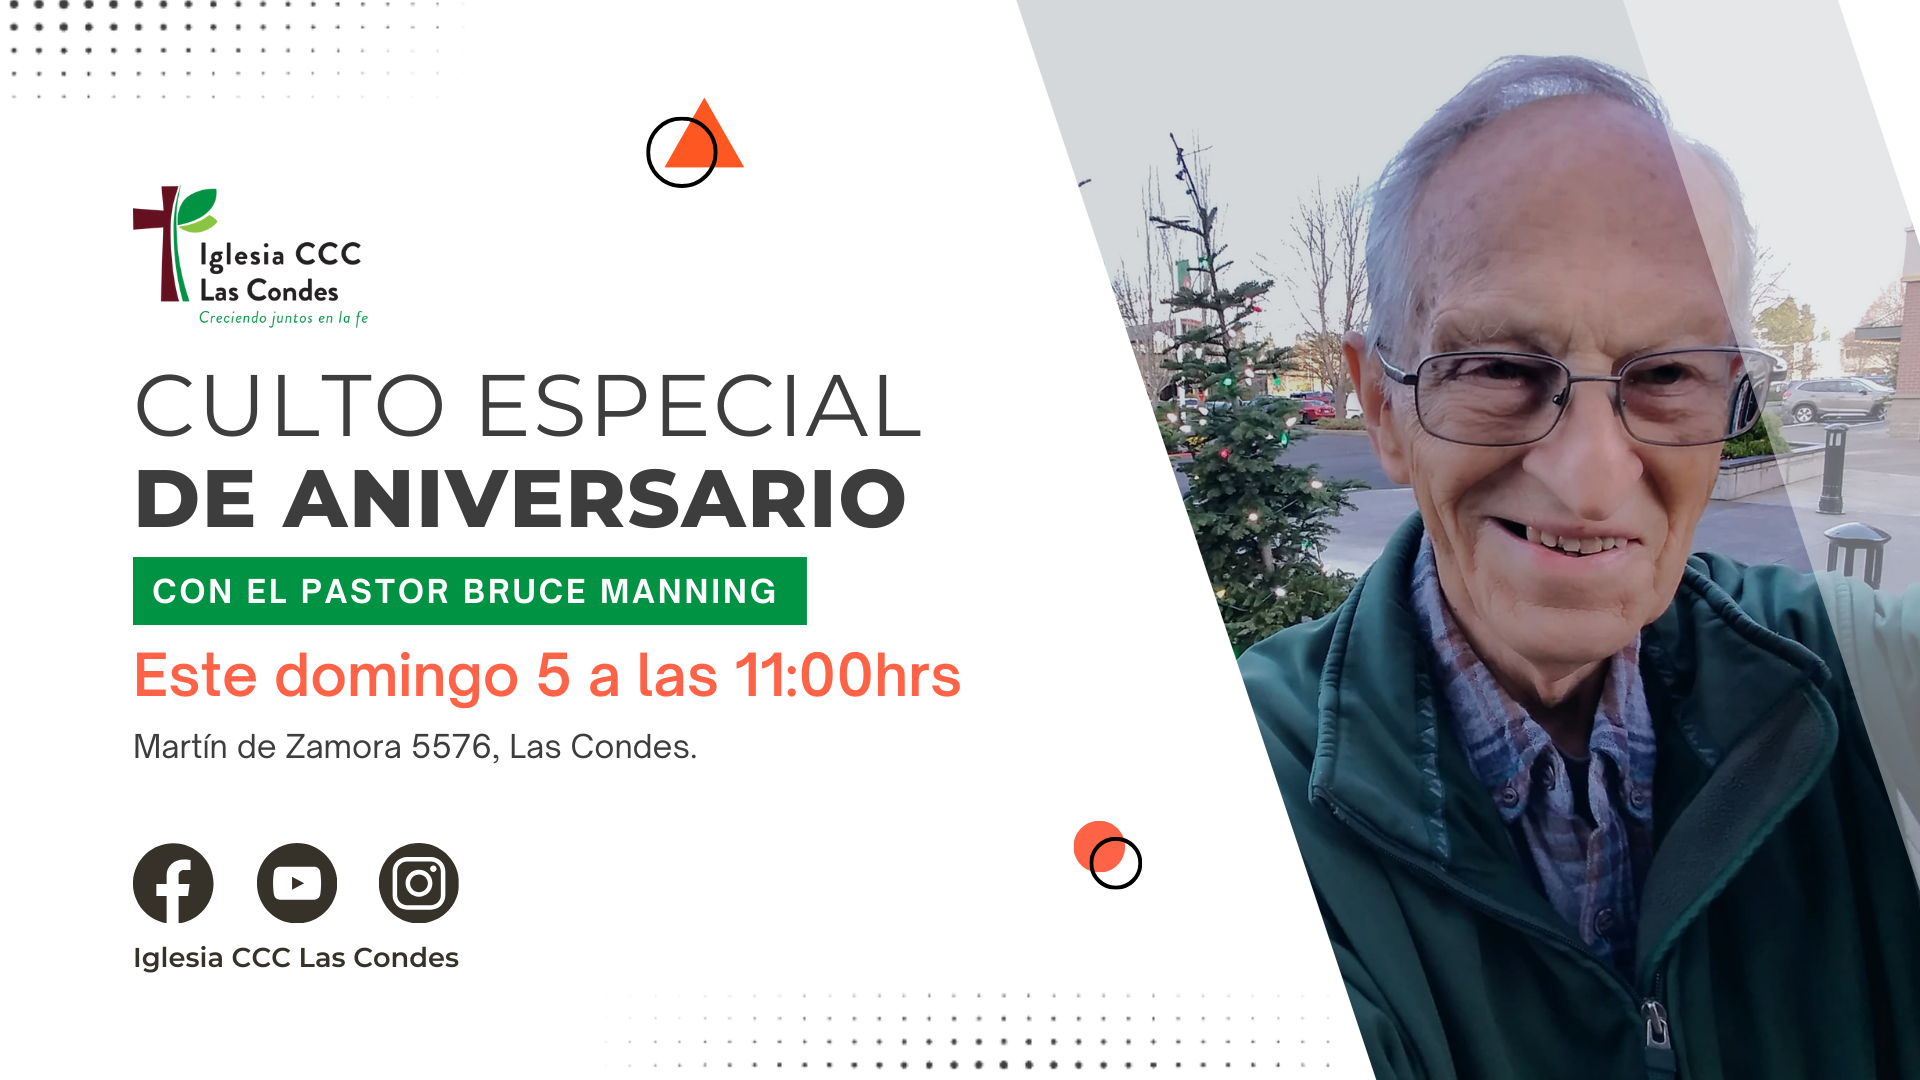 Iglesia CCC
Las Condes
Creciendo juntos en la fe
CULTO ESPECIAL
DE ANIVERSARIO
CON EL PASTOR BRUCE MANNING
Este domingo 5 a las 11:00hrs
Martín de Zamora 5576, Las Condes.
Iglesia CCC Las Condes